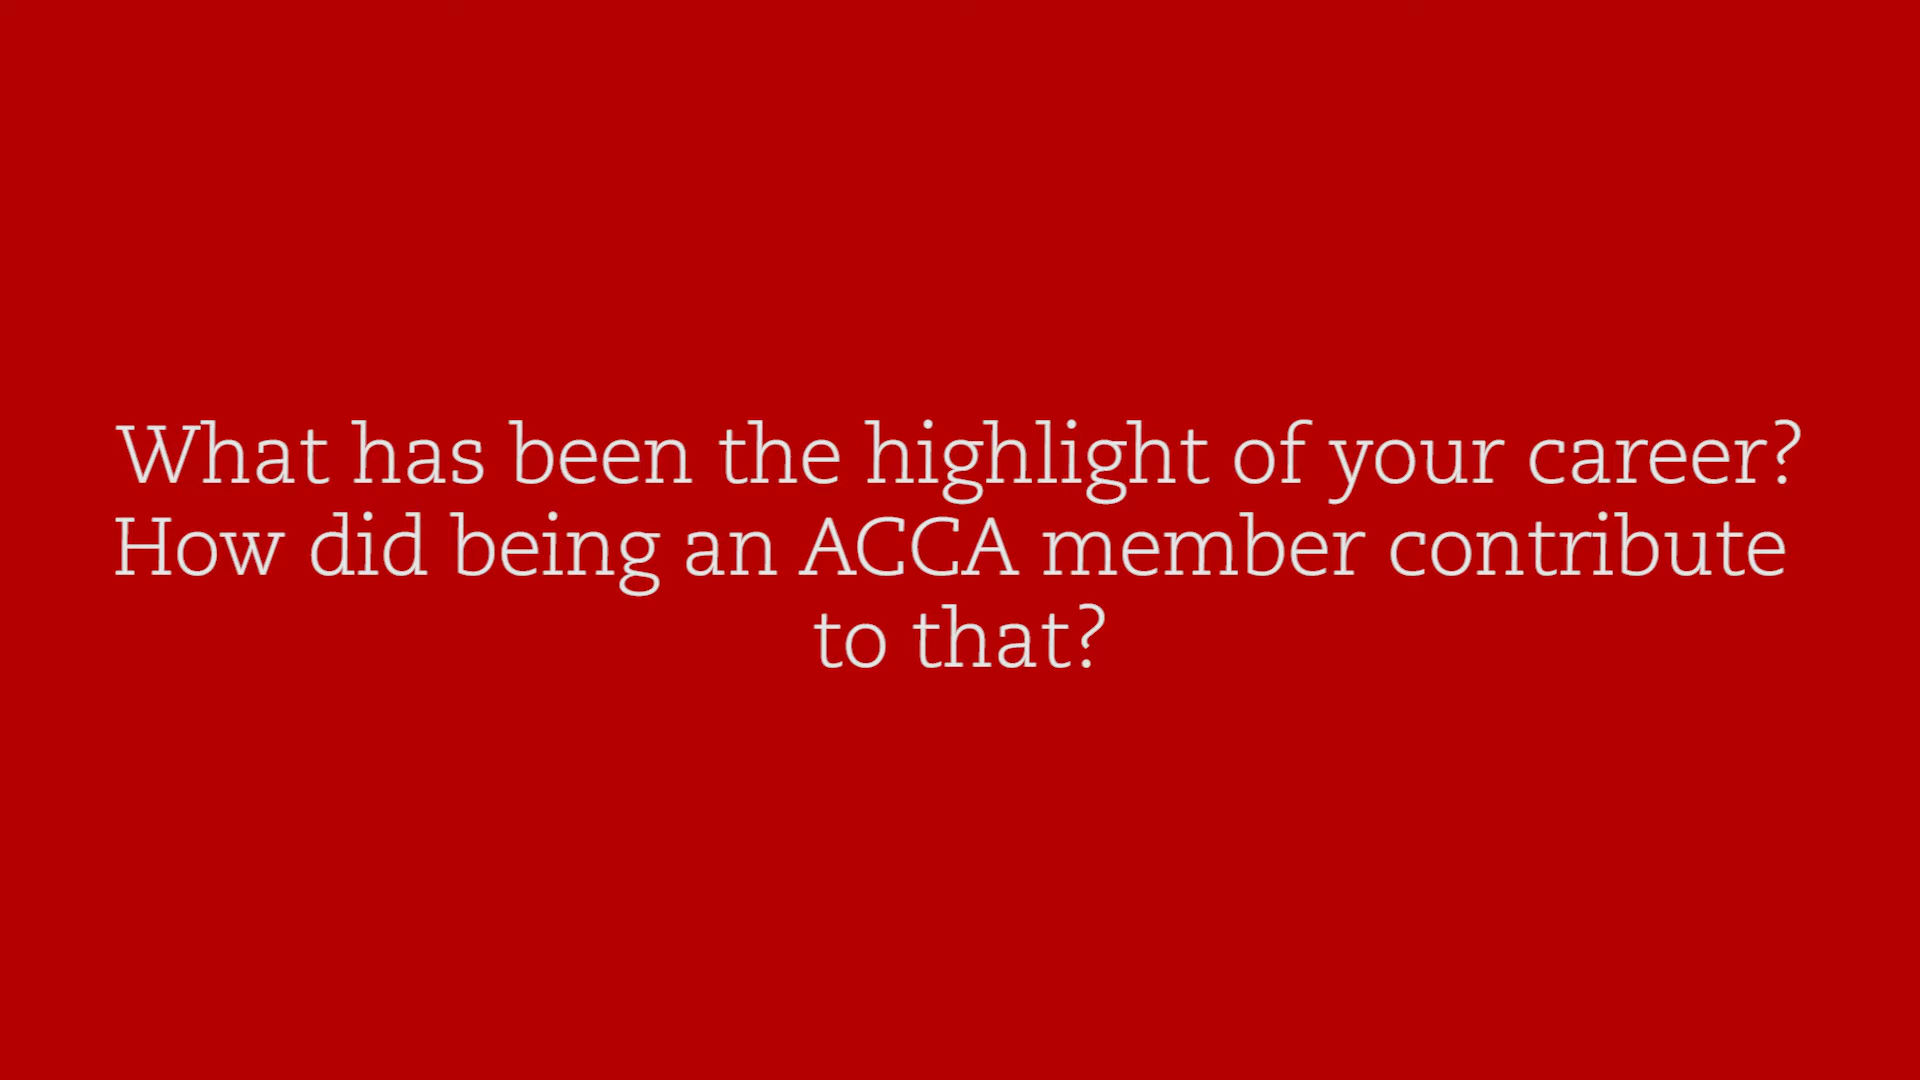 What has been the highlight of your career?
How did being an ACCA member contribute
to that?